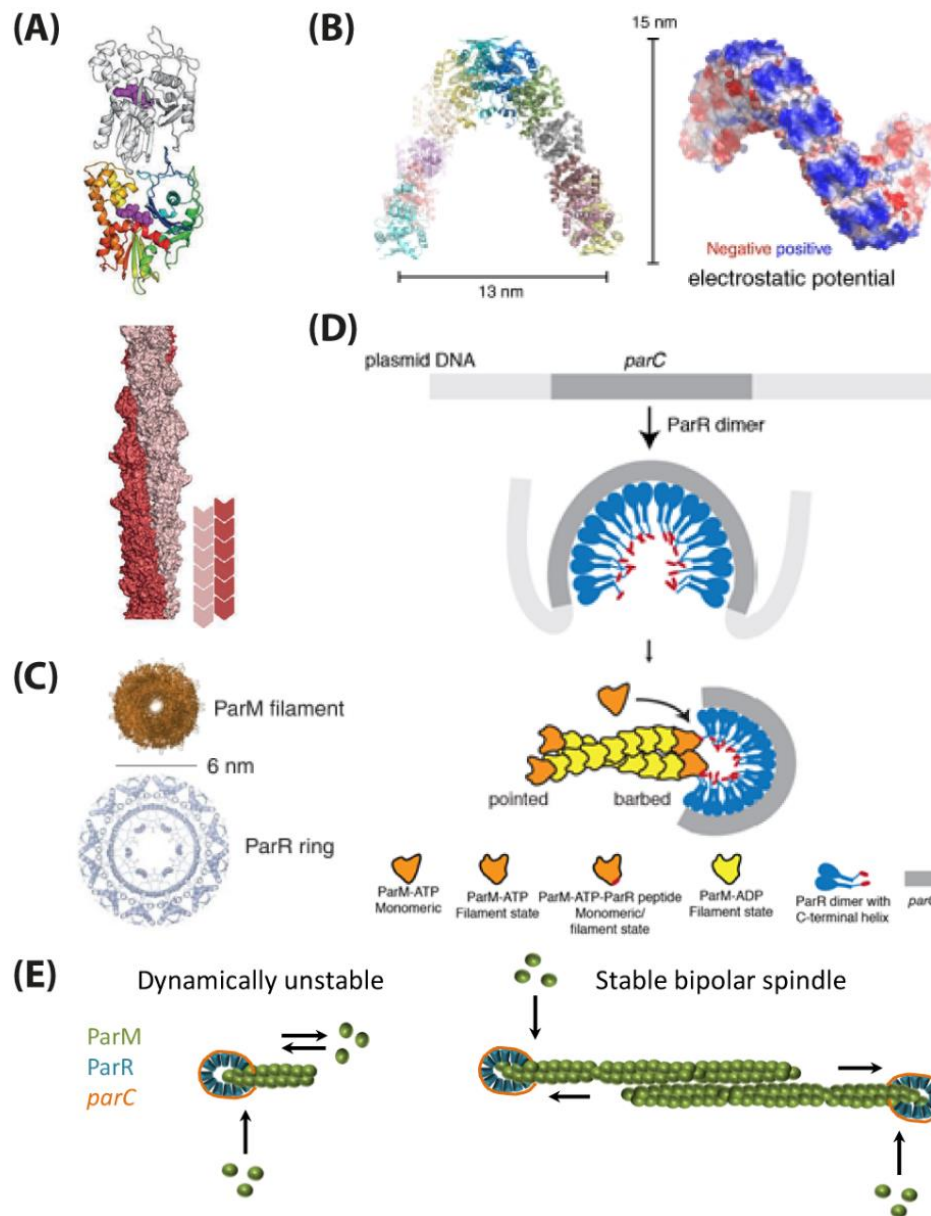 (A)
(B)
15 nm
13 nm
Negative positive
electrostatic potential
(D)
plasmid DNA
parC
ParR dimer
(C)
ParM filament
6 nm
ParR ring
pointed
barbed
ParM-ATP
Monomeric
ParM-ATP
Filament state
ParM-ATP-ParR peptide
Monomeric/
filament state
ParM-ADP
Filament state
ParR dimer with
C-terminal helix
(E)
Dynamically unstable
Stable bipolar spindle
ParM
ParR
parC